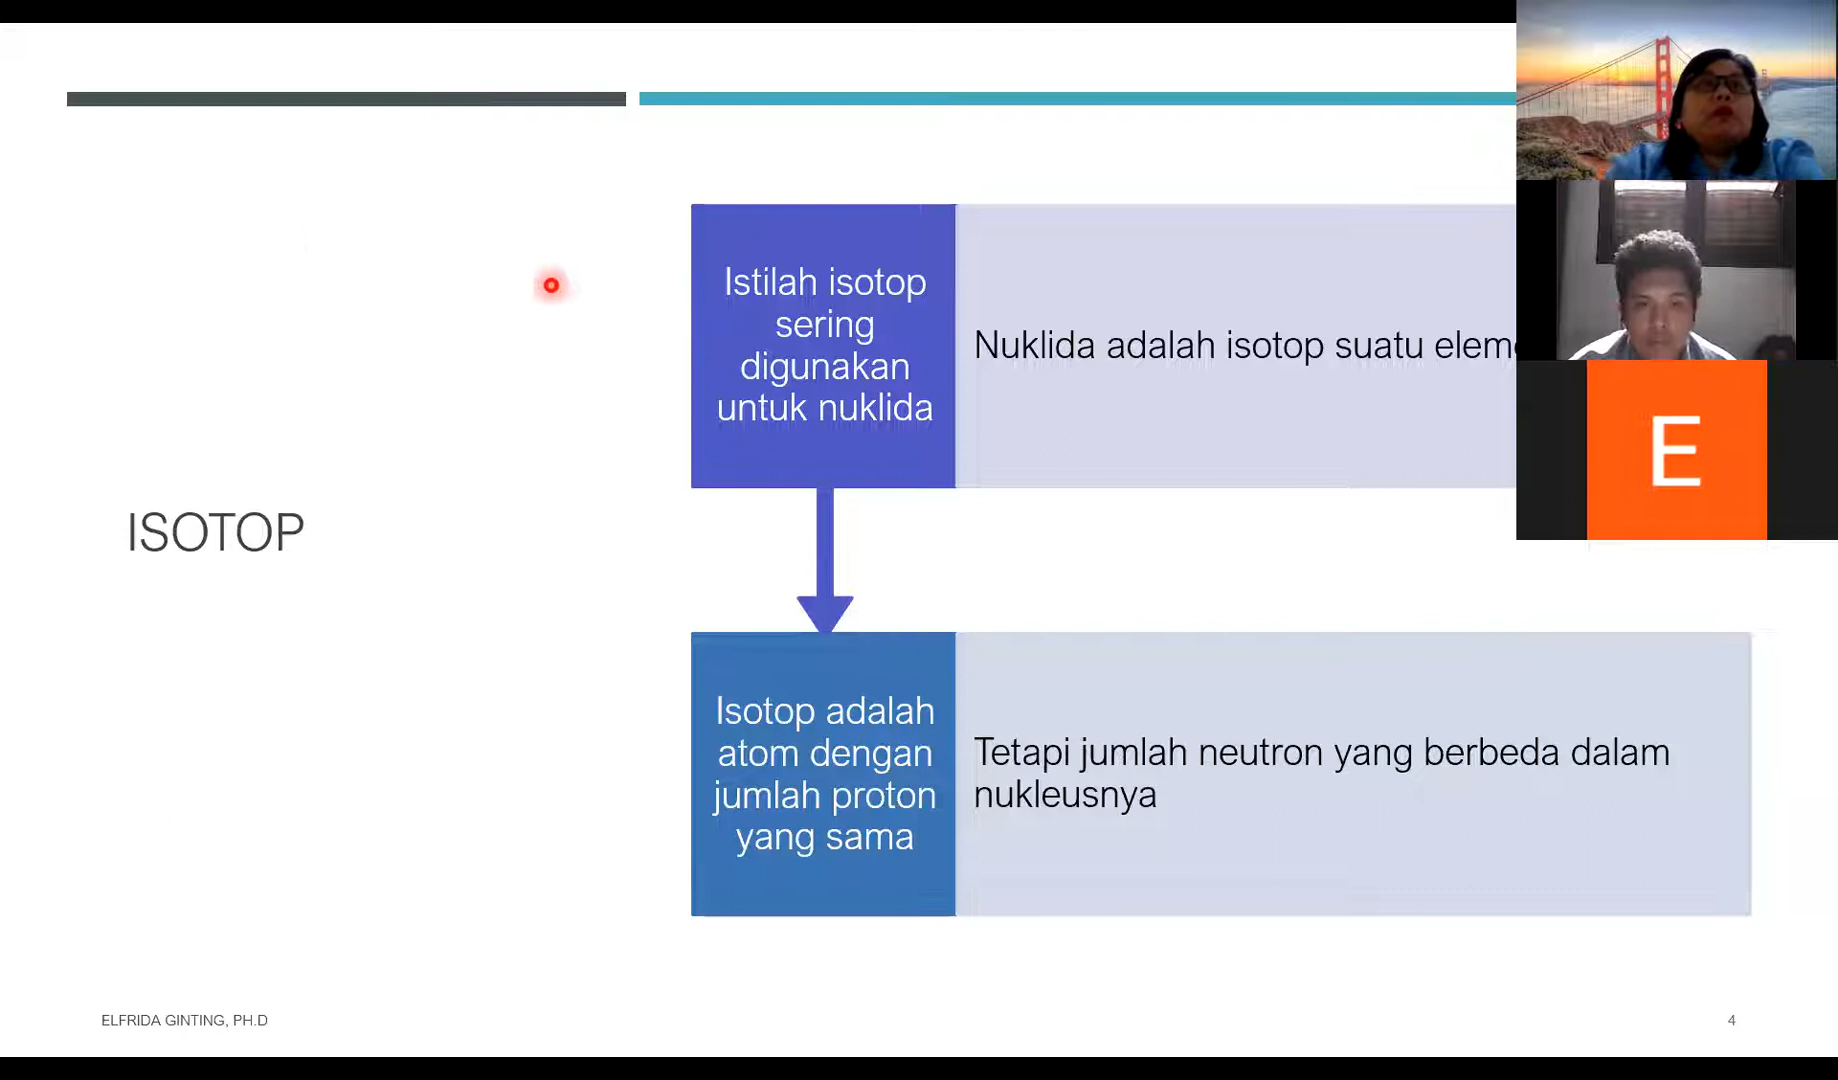 Istilah isotop
sering
digunakan
untuk nuklida
Nuklida adalah isotop suatu
E
ISOTOP
Isotop adalah
atom dengan
jumlah proton
yang sama
Tetapi jumlah neutron yang berbeda dalam
nukleusnya
ELFRIDA GINTING, PH.D
4